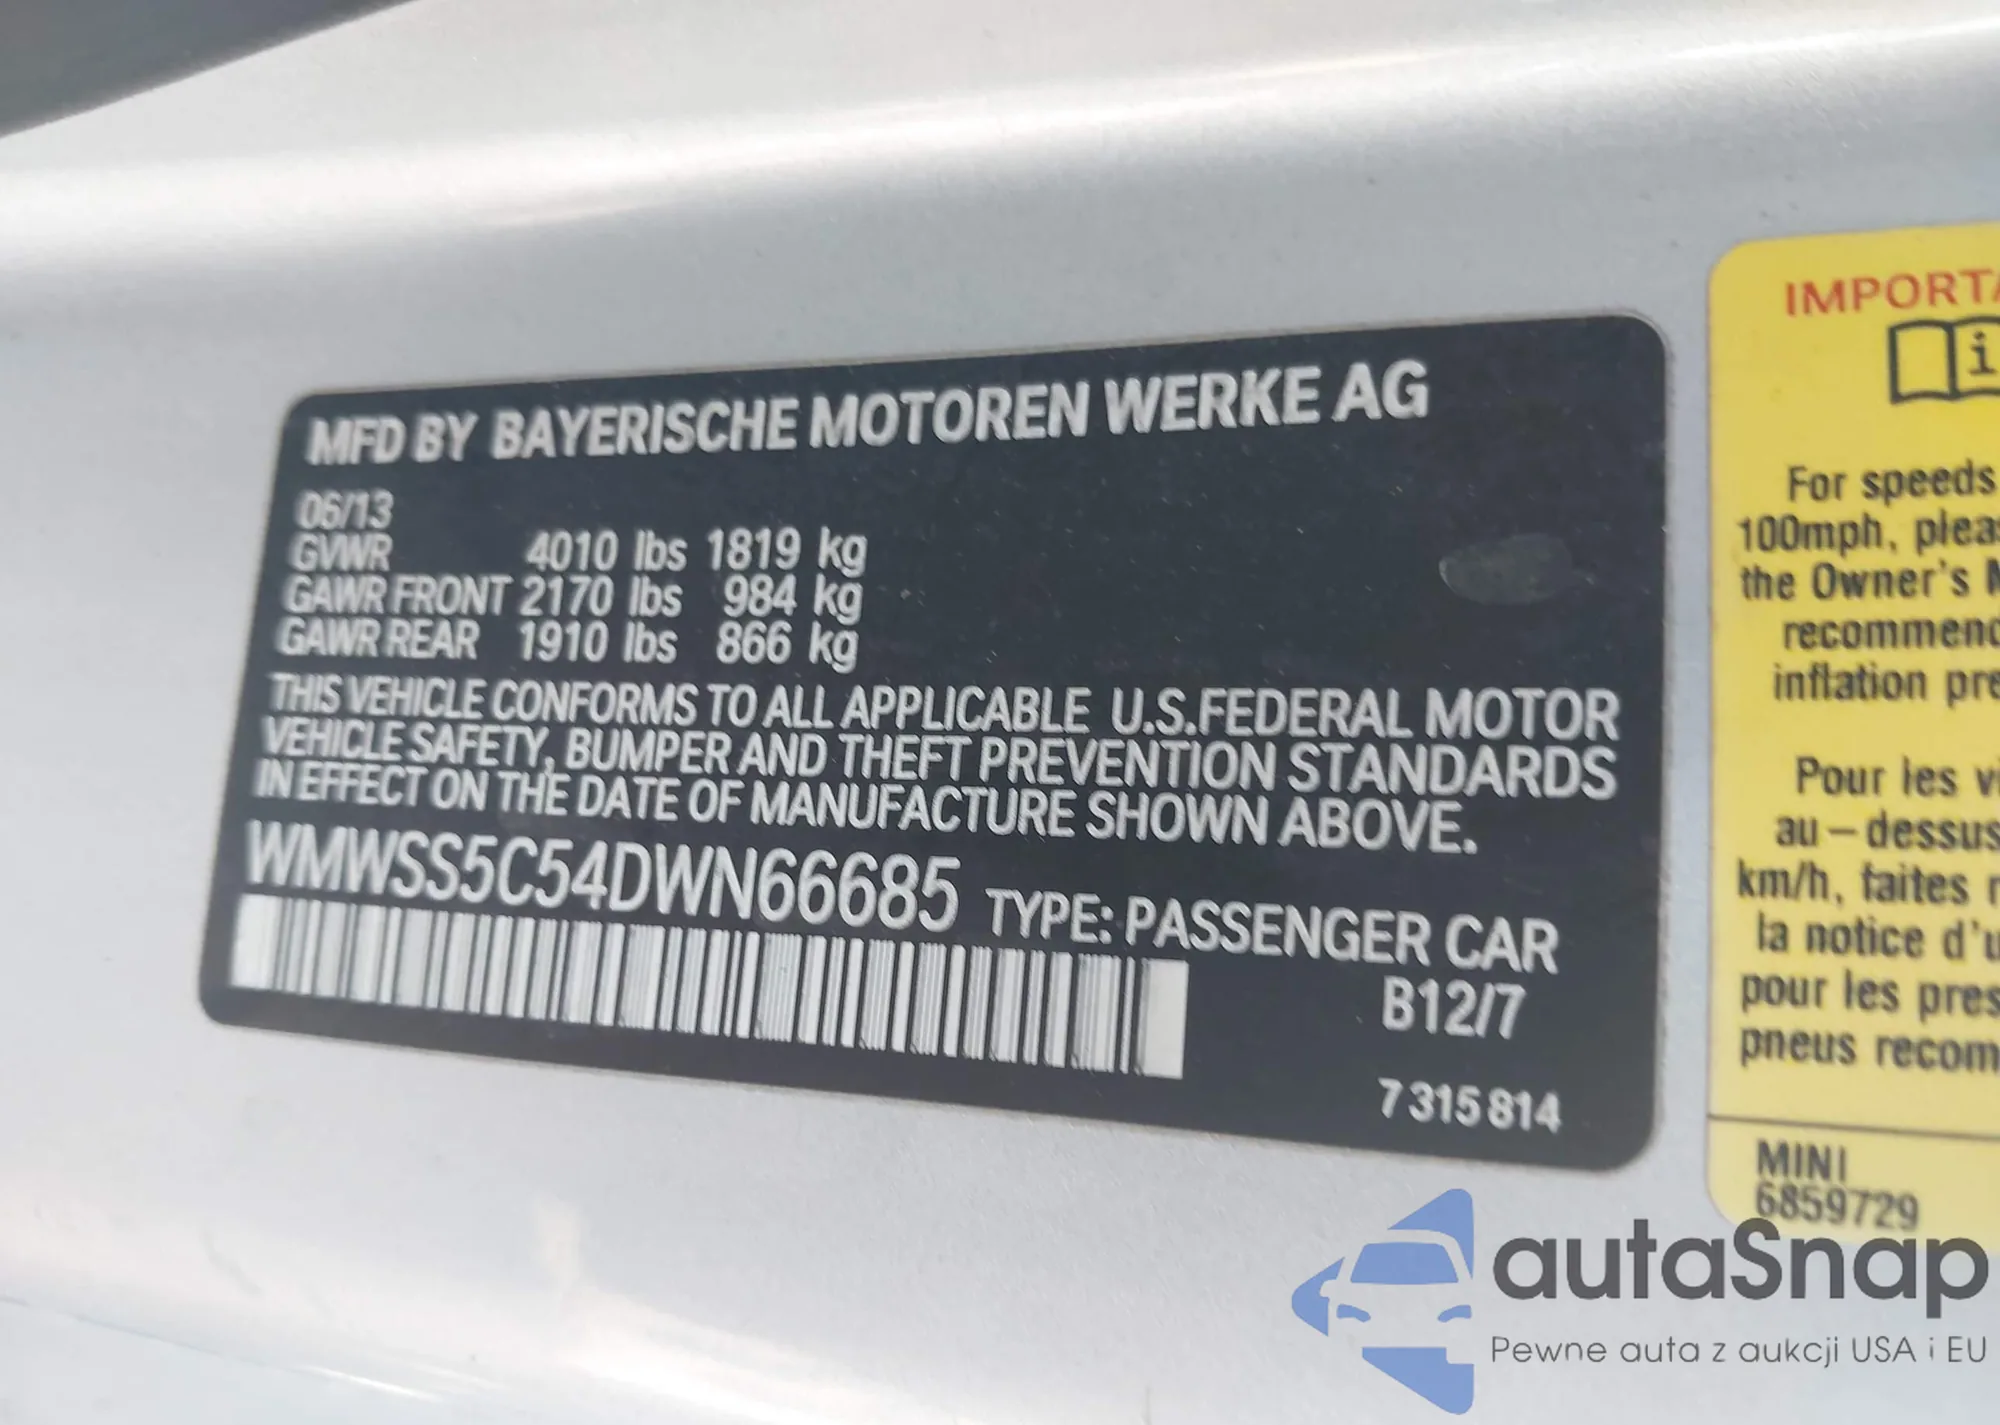 MFD BY BAYERISCHE MOTOREN WERKE AG
06/13
GVWR 4010 lbs 1819 kg
GAWR FRONT 2170 lbs 984 kg
GAWR REAR 1910 lbs 866 kg
THIS VEHICLE CONFORMS TO ALL APPLICABLE U.S.FEDERAL MOTOR
VEHICLE SAFETY, BUMPER AND THEFT PREVENTION STANDARDS
IN EFFECT ON THE DATE OF MANUFACTURE SHOWN ABOVE.
WMWSS5C54DWN66685 TYPE: PASSENGER CAR
B12/7
7 315 814
IMPORTA
i
For speeds
100mph, pleas
the Owner's M
recommend
inflation pre
Pour les vi
au-dessus
km/h, faites r
la notice d'u
pour les pres
pneus recom
MINI
6859729
autaSnap
Pewne auta z aukcji USA i EU